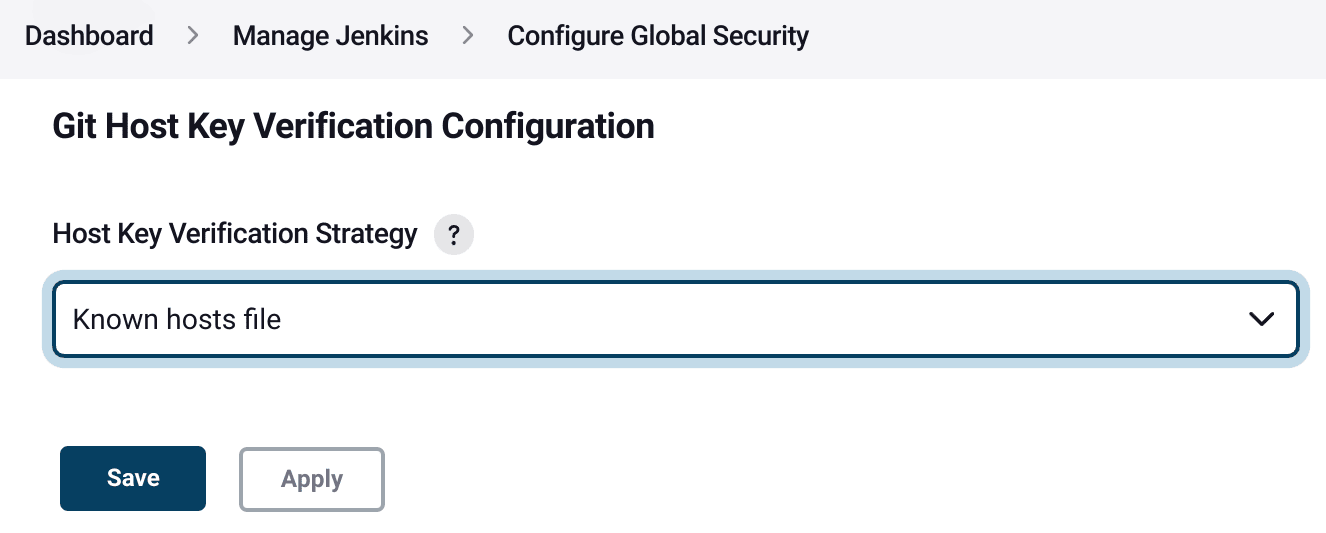 Dashboard > Manage Jenkins > Configure Global Security
Git Host Key Verification Configuration
Host Key Verification Strategy ?
Known hosts file
Save Apply